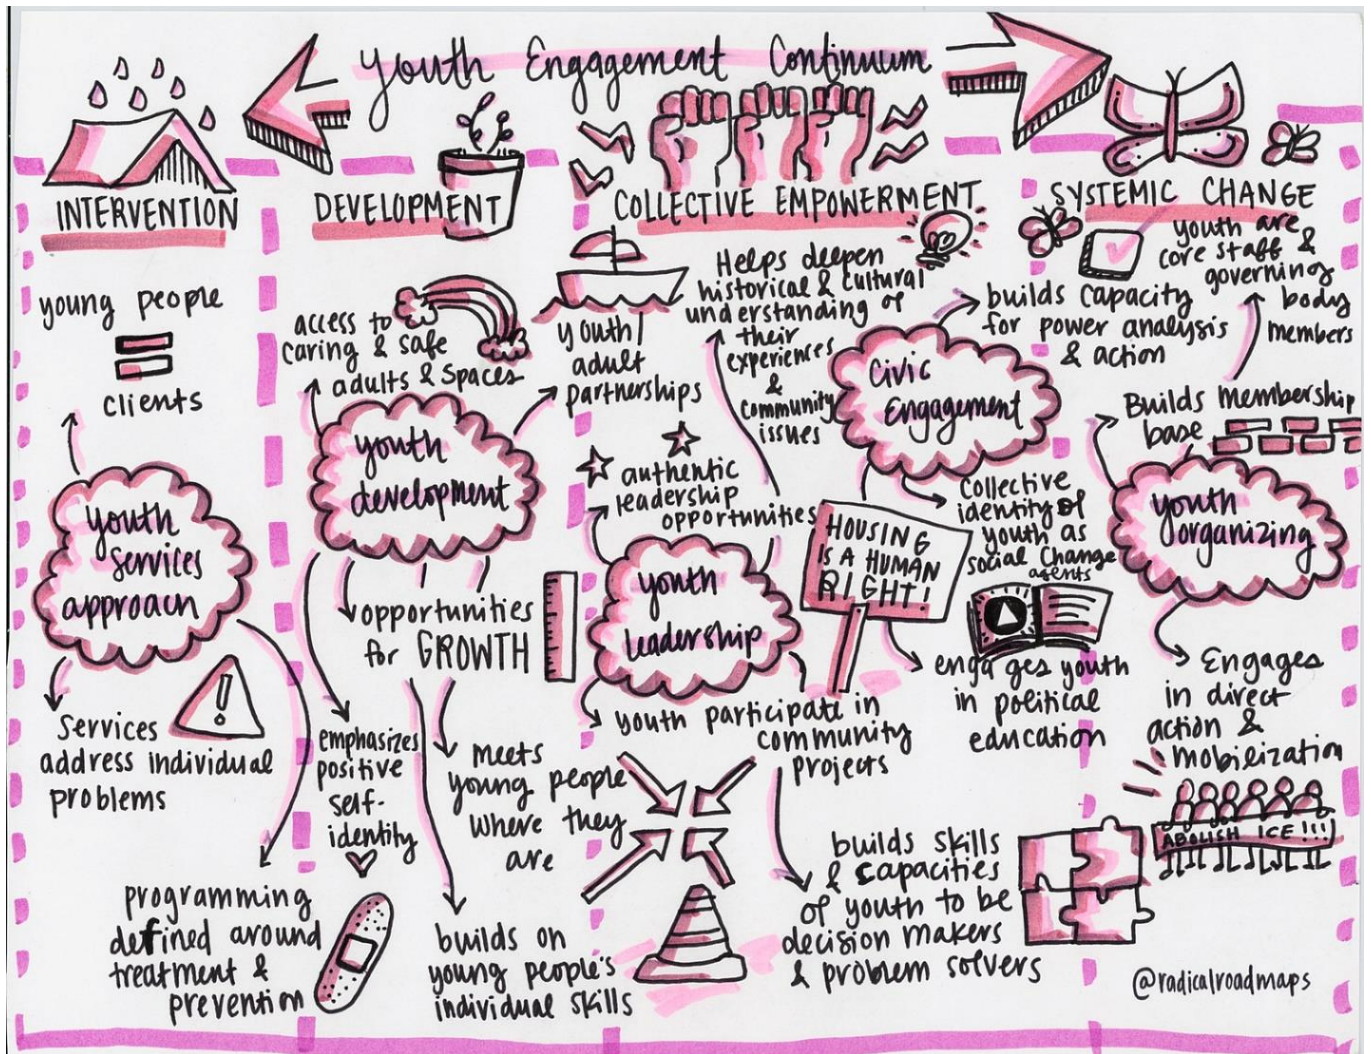 Youth Engagement Continuum
INTERVENTION
young people
clients
youth
services
approach
Services
address individual
problems
programming
defined around
treatment &
prevention
DEVELOPMENT
access to
caring & safe
adults & spaces
youth
development
youth/
adult
partnerships
opportunities
for GROWTH
emphasizes
positive
self-
identity
meets
young people
where they
are
builds on
young people's
individual skills
COLLECTIVE EMPOWERMENT
Helps deepen
historical & cultural
understanding of
their
experiences
&
community
issues
authentic
leadership
opportunities
youth
leadership
youth participate in
community
projects
builds skills
& capacities
of youth to be
decision makers
& problem solvers
civic
Engagement
builds capacity
for power analysis
& action
Collective
identity of
youth as
social change
agents
HOUSING
IS A HUMAN
RIGHT!
engages youth
in political
education
SYSTEMIC CHANGE
youth are
core staff &
governing
body
members
Builds membership
base
youth
organizing
Engages
in direct
action &
mobilization
ABOLISH ICE!!!
@radicalroadmaps